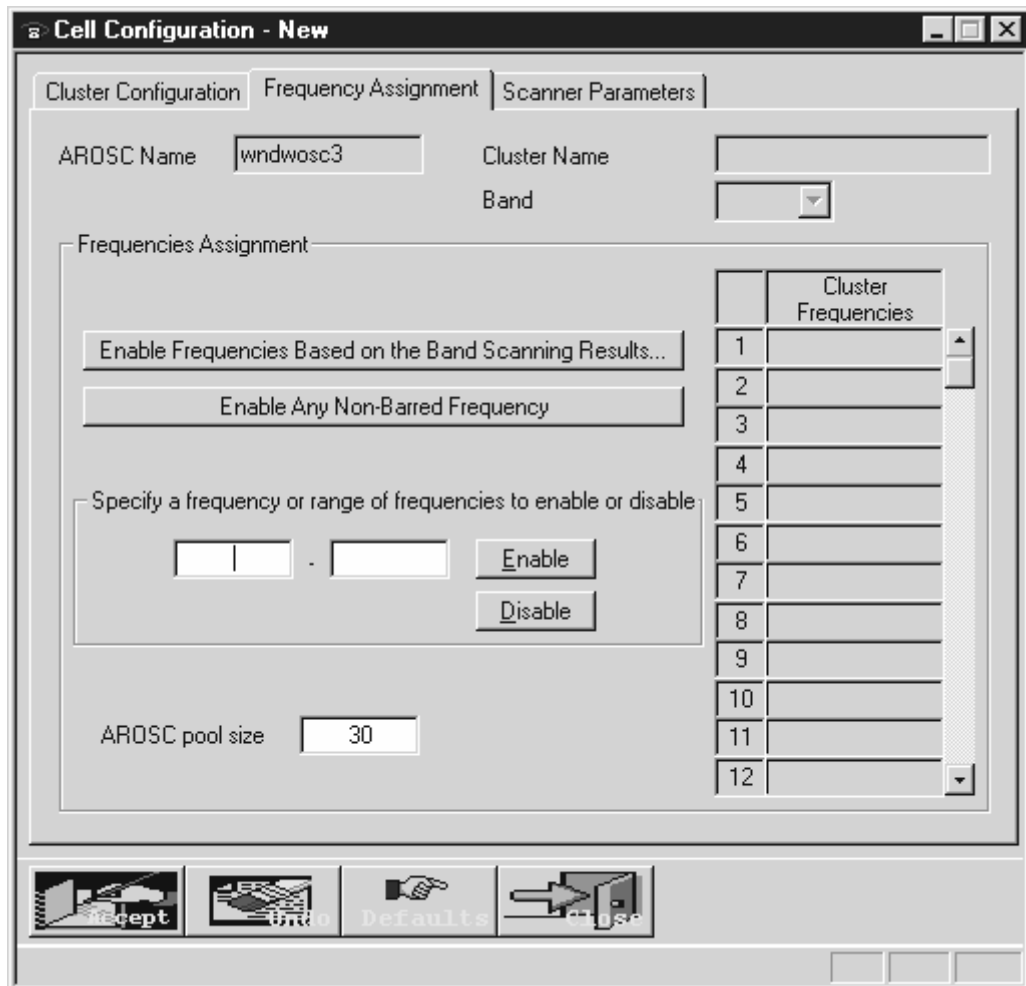 Cell Configuration - New
Cluster Configuration
Frequency Assignment
Scanner Parameters
AROSC Name
wndwosc3
Cluster Name
Band
Frequencies Assignment
Cluster
Frequencies
Enable Frequencies Based on the Band Scanning Results...
Enable Any Non-Barred Frequency
1
2
3
4
5
6
7
8
9
10
11
12
Specify a frequency or range of frequencies to enable or disable
-
Enable
Disable
AROSC pool size
30
Accept
Undo
Defaults
Close